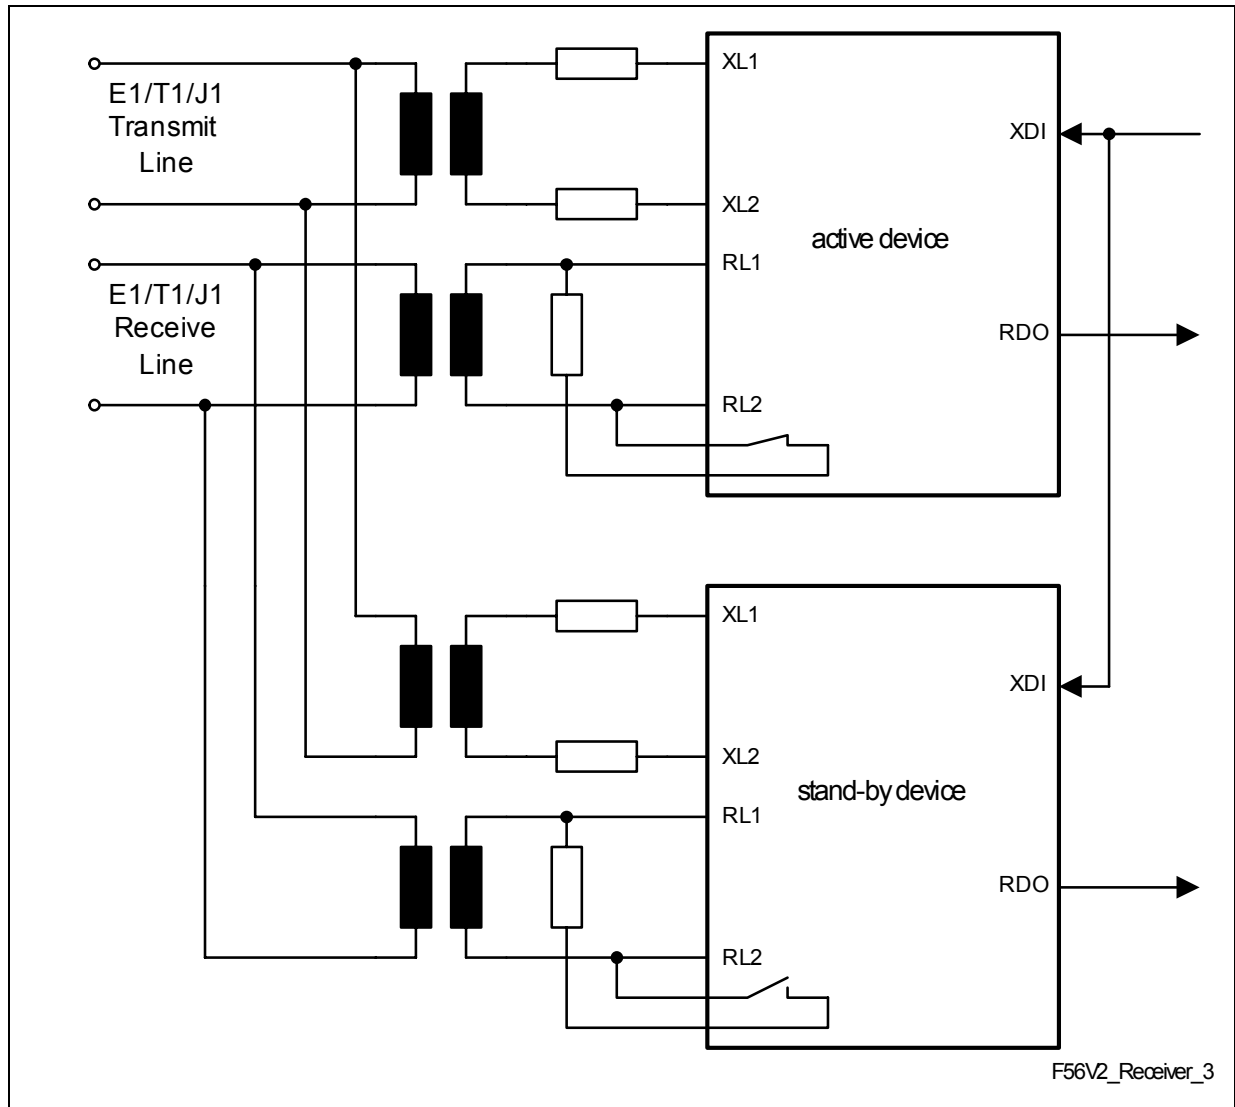 E1/T1/J1
Transmit
Line
E1/T1/J1
Receive
Line
XL1
XDI
XL2
active device
RL1
RDO
RL2
XL1
XDI
XL2
stand-by device
RL1
RDO
RL2
F56V2_Receiver_3